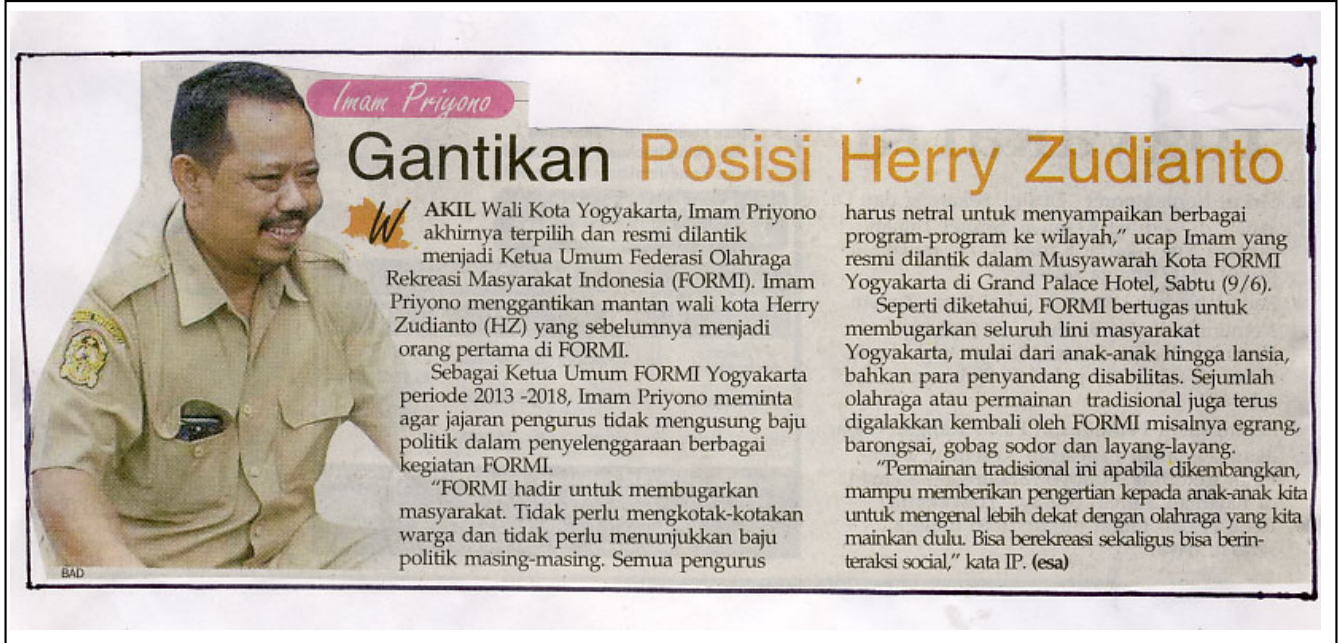 Imam Priyono
Gantikan Posisi Herry Zudianto
WAKIL Wali Kota Yogyakarta, Imam Priyono
akhirnya terpilih dan resmi dilantik
menjadi Ketua Umum Federasi Olahraga
Rekreasi Masyarakat Indonesia (FORMI). Imam
Priyono menggantikan mantan wali kota Herry
Zudianto (HZ) yang sebelumnya menjadi
orang pertama di FORMI.
Sebagai Ketua Umum FORMI Yogyakarta
periode 2013 -2018, Imam Priyono meminta
agar jajaran pengurus tidak mengusung baju
politik dalam penyelenggaraan berbagai
kegiatan FORMI.
"FORMI hadir untuk membugarkan
masyarakat. Tidak perlu mengkotak-kotakan
warga dan tidak perlu menunjukkan baju
politik masing-masing. Semua pengurus
harus netral untuk menyampaikan berbagai
program-program ke wilayah," ucap Imam yang
resmi dilantik dalam Musyawarah Kota FORMI
Yogyakarta di Grand Palace Hotel, Sabtu (9/6).
Seperti diketahui, FORMI bertugas untuk
membugarkan seluruh lini masyarakat
Yogyakarta, mulai dari anak-anak hingga lansia,
bahkan para penyandang disabilitas. Sejumlah
olahraga atau permainan tradisional juga terus
digalakkan kembali oleh FORMI misalnya egrang,
barongsai, gobag sodor dan layang-layang.
"Permainan tradisional ini apabila dikembangkan,
mampu memberikan pengertian kepada anak-anak kita
untuk mengenal lebih dekat dengan olahraga yang kita
mainkan dulu. Bisa berekreasi sekaligus bisa berin-
teraksi social," kata IP. (esa)
BAD